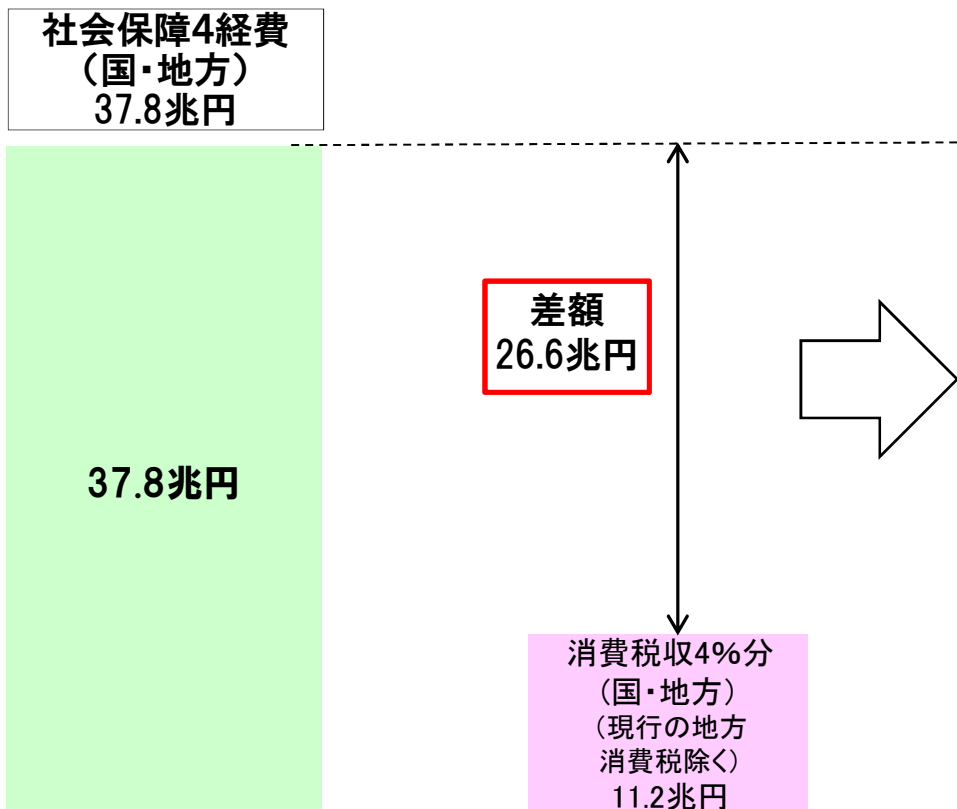 社会保障4経費
（国・地方）
37.8兆円
差額
26.6兆円
37.8兆円
消費税収4%分
（国・地方）
（現行の地方
消費税除く）
11.2兆円